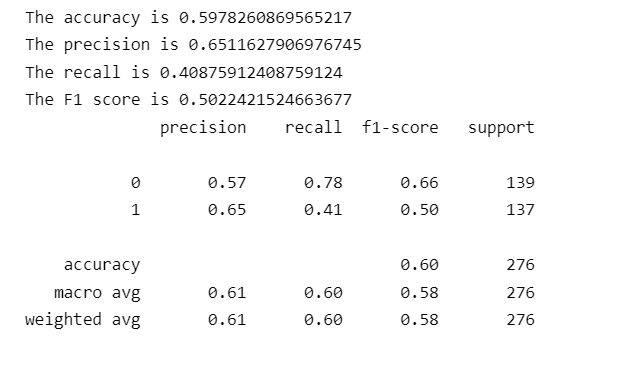 The accuracy is 0.5978260869565217
The precision is 0.6511627906976745
The recall is 0.40875912408759124
The F1 score is 0.5022421524663677
precision recall f1-score support
0 0.57 0.78 0.66 139
1 0.65 0.41 0.50 137
accuracy 0.60 276
macro avg 0.61 0.60 0.58 276
weighted avg 0.61 0.60 0.58 276